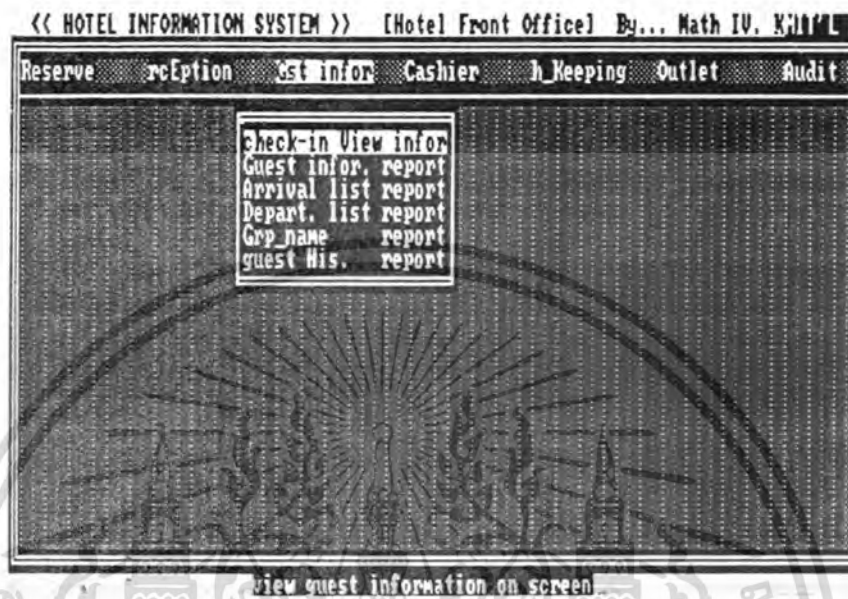 << HOTEL INFORMATION SYSTEM >> [Hotel Front Office] By... Math IV.
Reserve rcEption Gst infor Cashier h_Keeping Outlet Audit
check-in View infor
Guest infor. report
Arrival list report
Depart. list report
Grp_name report
guest His. report
view guest information on screen